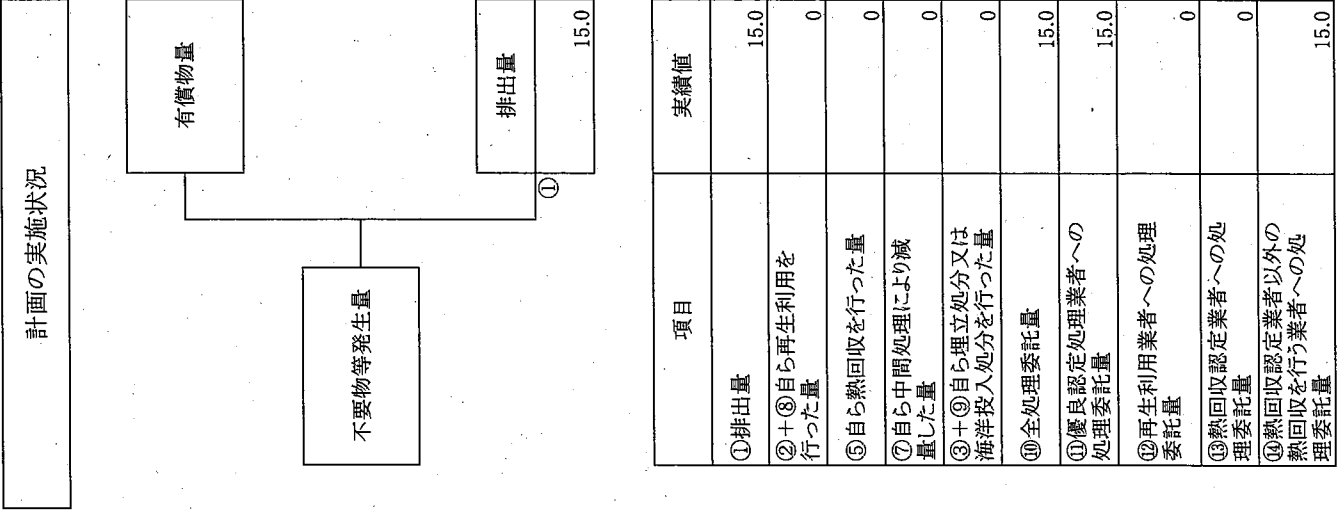 計画の実施状況
不要物等発生量
有償物量
排出量
①
15.0
項目
実績値
①排出量
15.0
②＋⑧自ら再生利用を
行った量
0
⑤自ら熱回収を行った量
0
⑦自ら中間処理により減
量した量
0
③＋⑨自ら埋立処分又は
海洋投入処分を行った量
0
⑩全処理委託量
15.0
⑪優良認定処理業者への
処理委託量
15.0
⑫再生利用業者への処理
委託量
0
⑬熱回収認定業者への処
理委託量
0
⑭熱回収認定業者以外の
熱回収を行う業者への処
理委託量
15.0